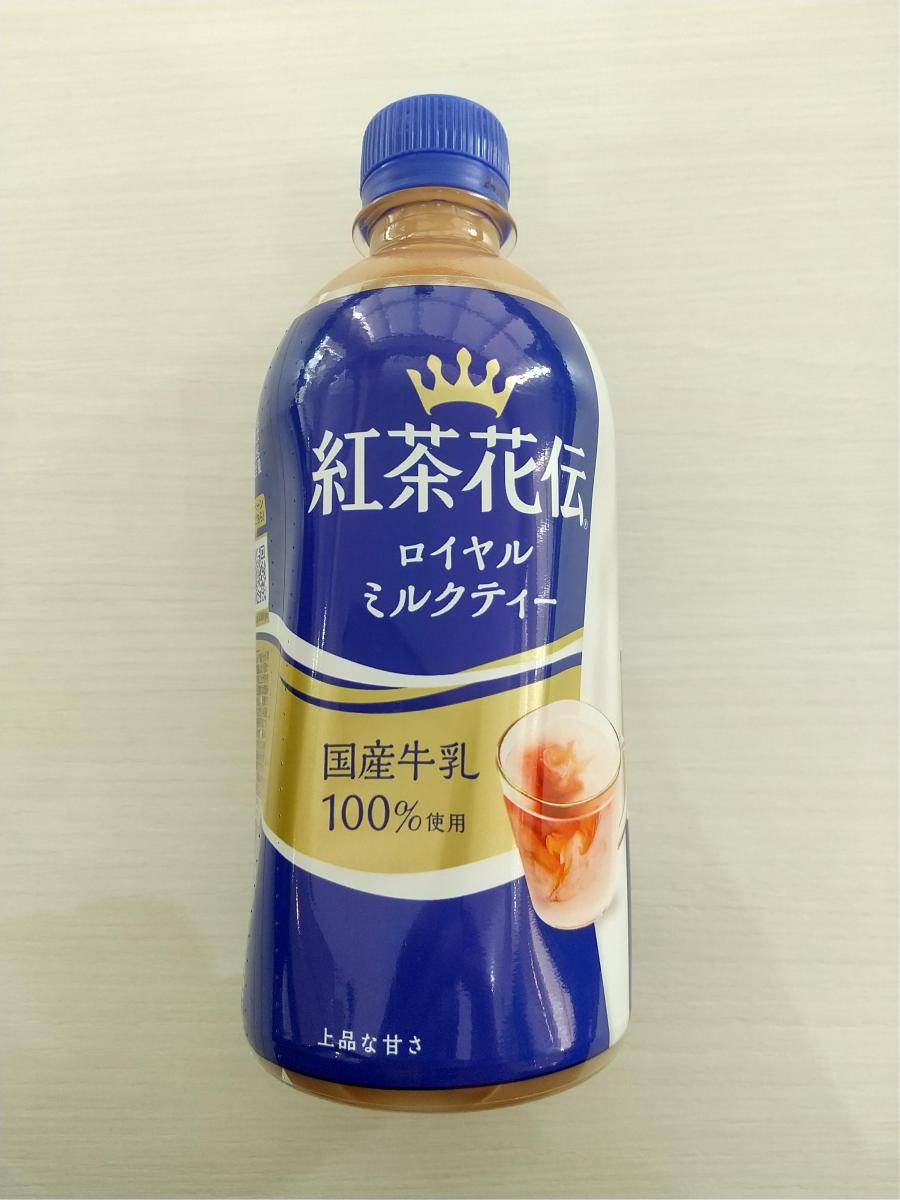 紅茶花伝®
ロイヤル
ミルクティー
国産牛乳
100%使用
上品な甘さ